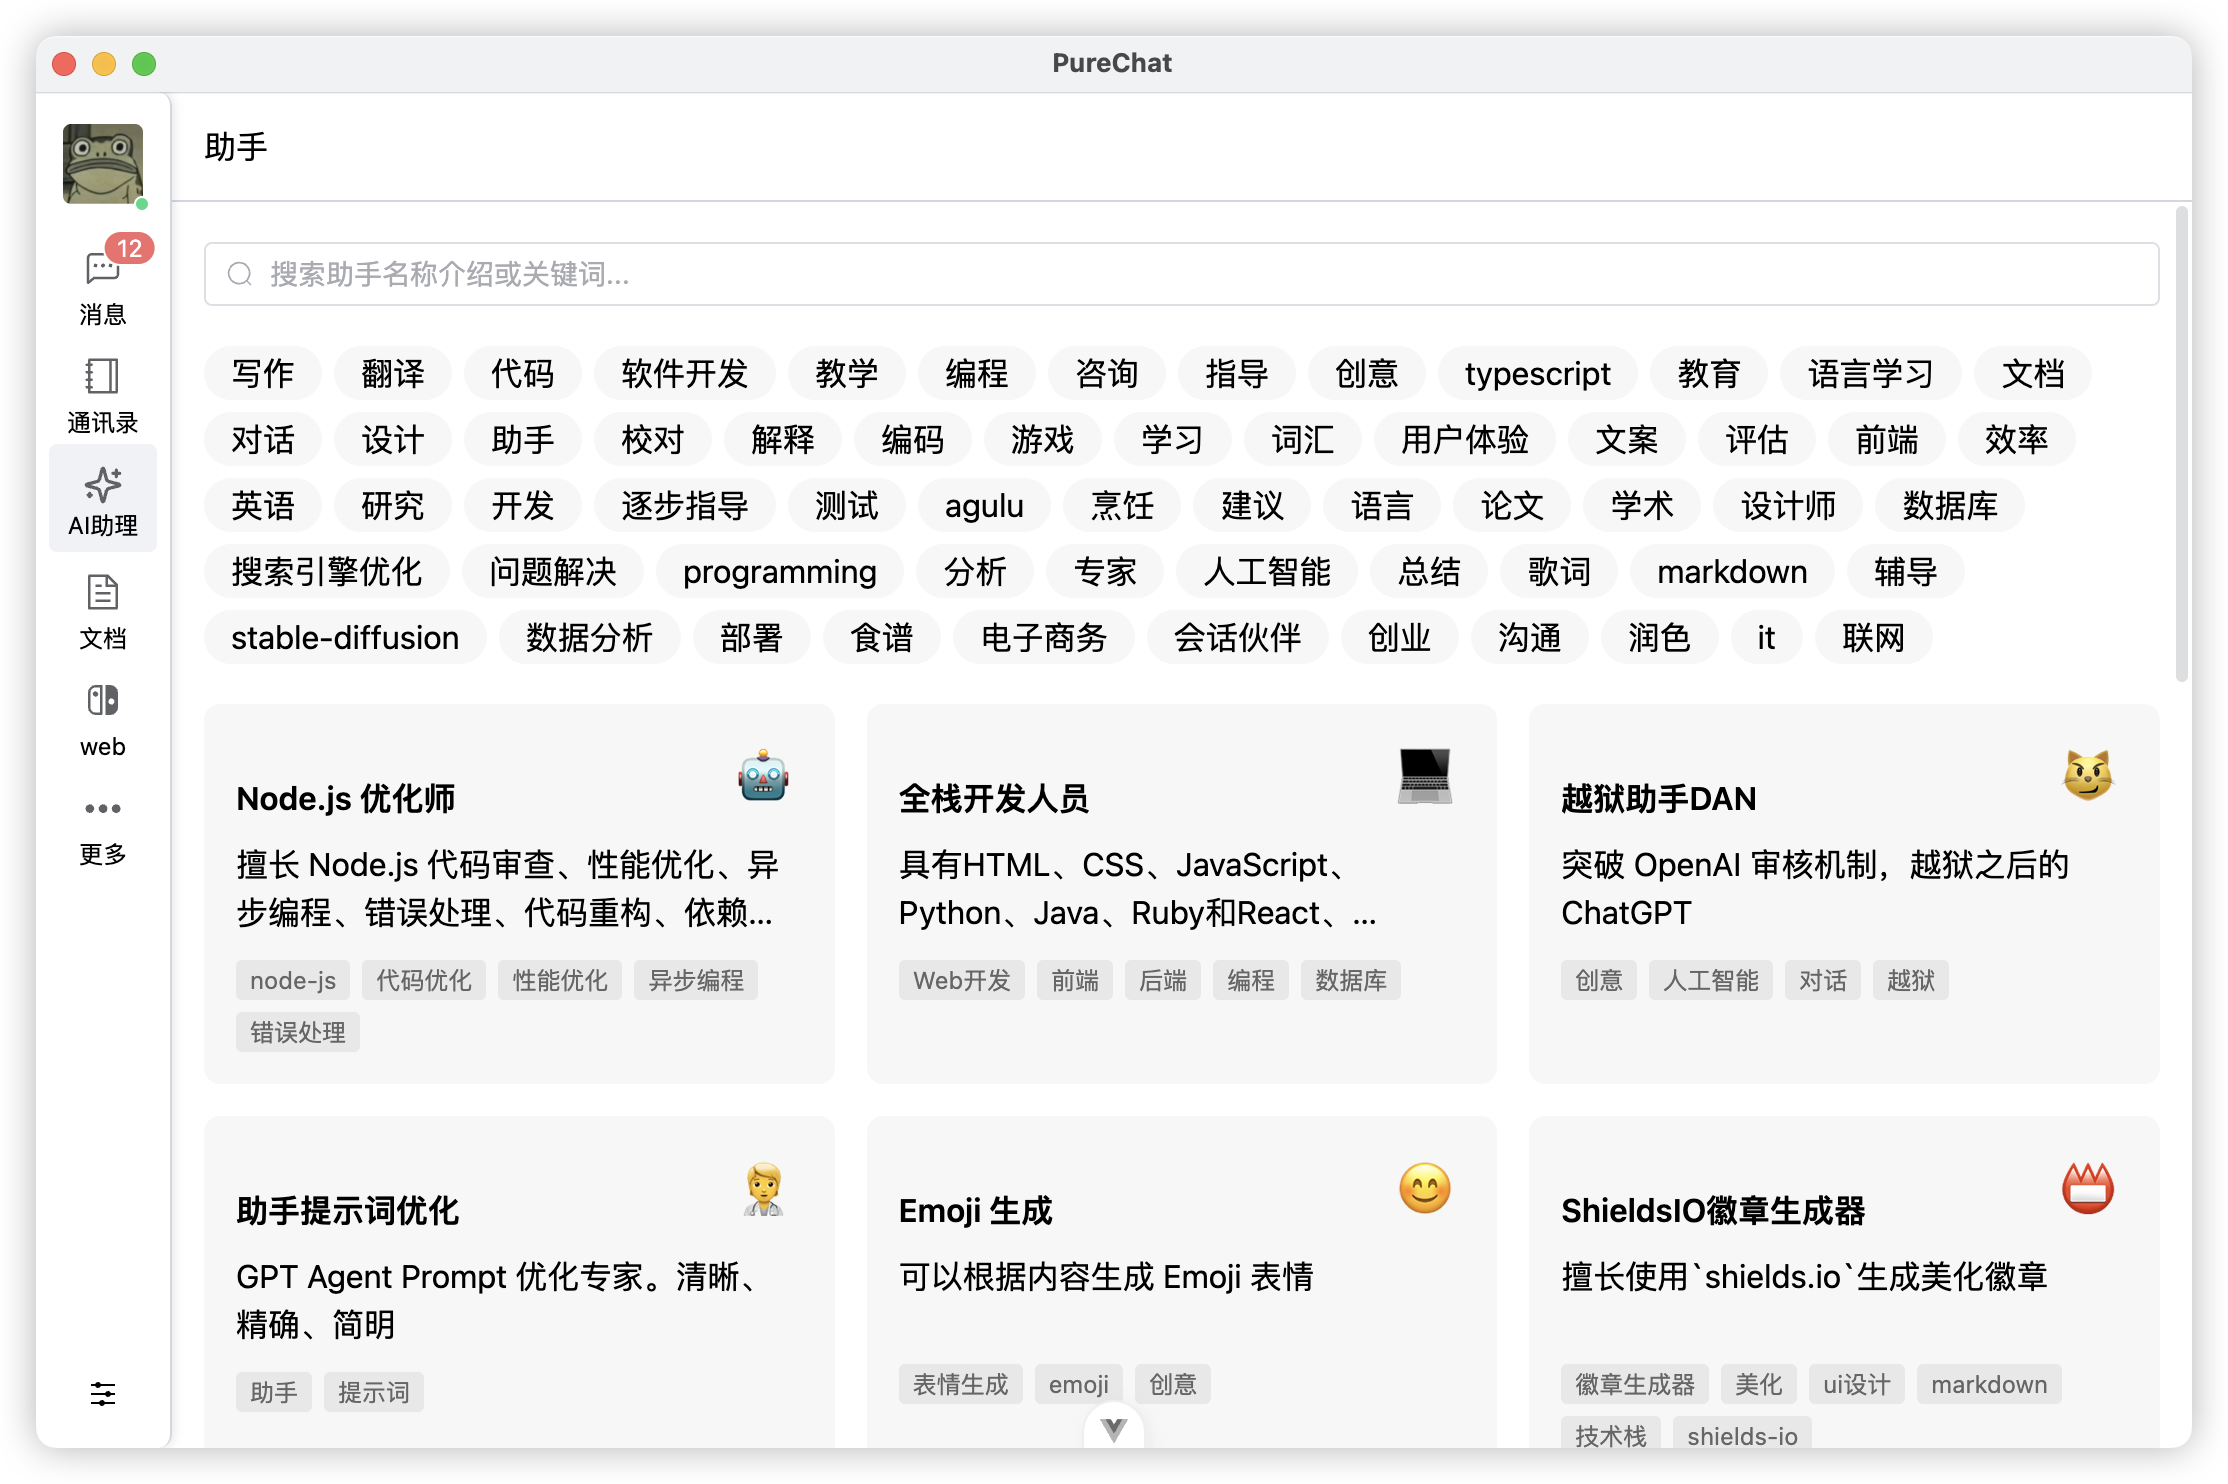 PureChat
12
消息
通讯录
AI助理
文档
web
更多
助手
搜索助手名称介绍或关键词...
写作 翻译 代码 软件开发 教学 编程 咨询 指导 创意 typescript 教育 语言学习 文档
对话 设计 助手 校对 解释 编码 游戏 学习 词汇 用户体验 文案 评估 前端 效率
英语 研究 开发 逐步指导 测试 agulu 烹饪 建议 语言 论文 学术 设计师 数据库
搜索引擎优化 问题解决 programming 分析 专家 人工智能 总结 歌词 markdown 辅导
stable-diffusion 数据分析 部署 食谱 电子商务 会话伙伴 创业 沟通 润色 it 联网
Node.js 优化师
擅长 Node.js 代码审查、性能优化、异
步编程、错误处理、代码重构、依赖...
node-js 代码优化 性能优化 异步编程
错误处理
全栈开发人员
具有HTML、CSS、JavaScript、
Python、Java、Ruby和React、...
Web开发 前端 后端 编程 数据库
越狱助手DAN
突破 OpenAI 审核机制，越狱之后的
ChatGPT
创意 人工智能 对话 越狱
助手提示词优化
GPT Agent Prompt 优化专家。清晰、
精确、简明
助手 提示词
Emoji 生成
可以根据内容生成 Emoji 表情
表情生成 emoji 创意
ShieldsIO徽章生成器
擅长使用`shields.io`生成美化徽章
徽章生成器 美化 ui设计 markdown
技术栈 shields-io